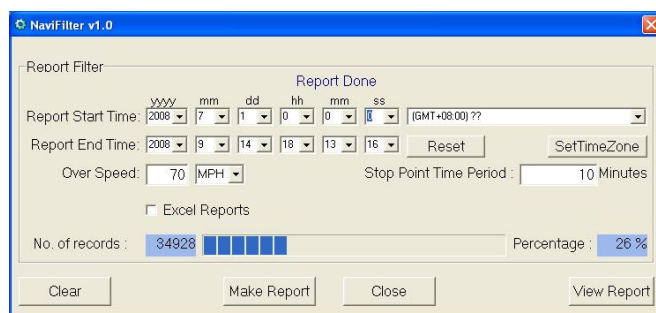 NaviFilter v1.0
Report Filter
Report Done
yyyy mm dd hh mm ss
Report Start Time: 2008 7 1 0 0 0 (GMT+08:00) ??
Report End Time: 2008 9 14 18 13 16 Reset SetTimeZone
Over Speed: 70 MPH Stop Point Time Period : 10 Minutes
Excel Reports
No. of records : 34928 Percentage : 26 %
Clear Make Report Close View Report